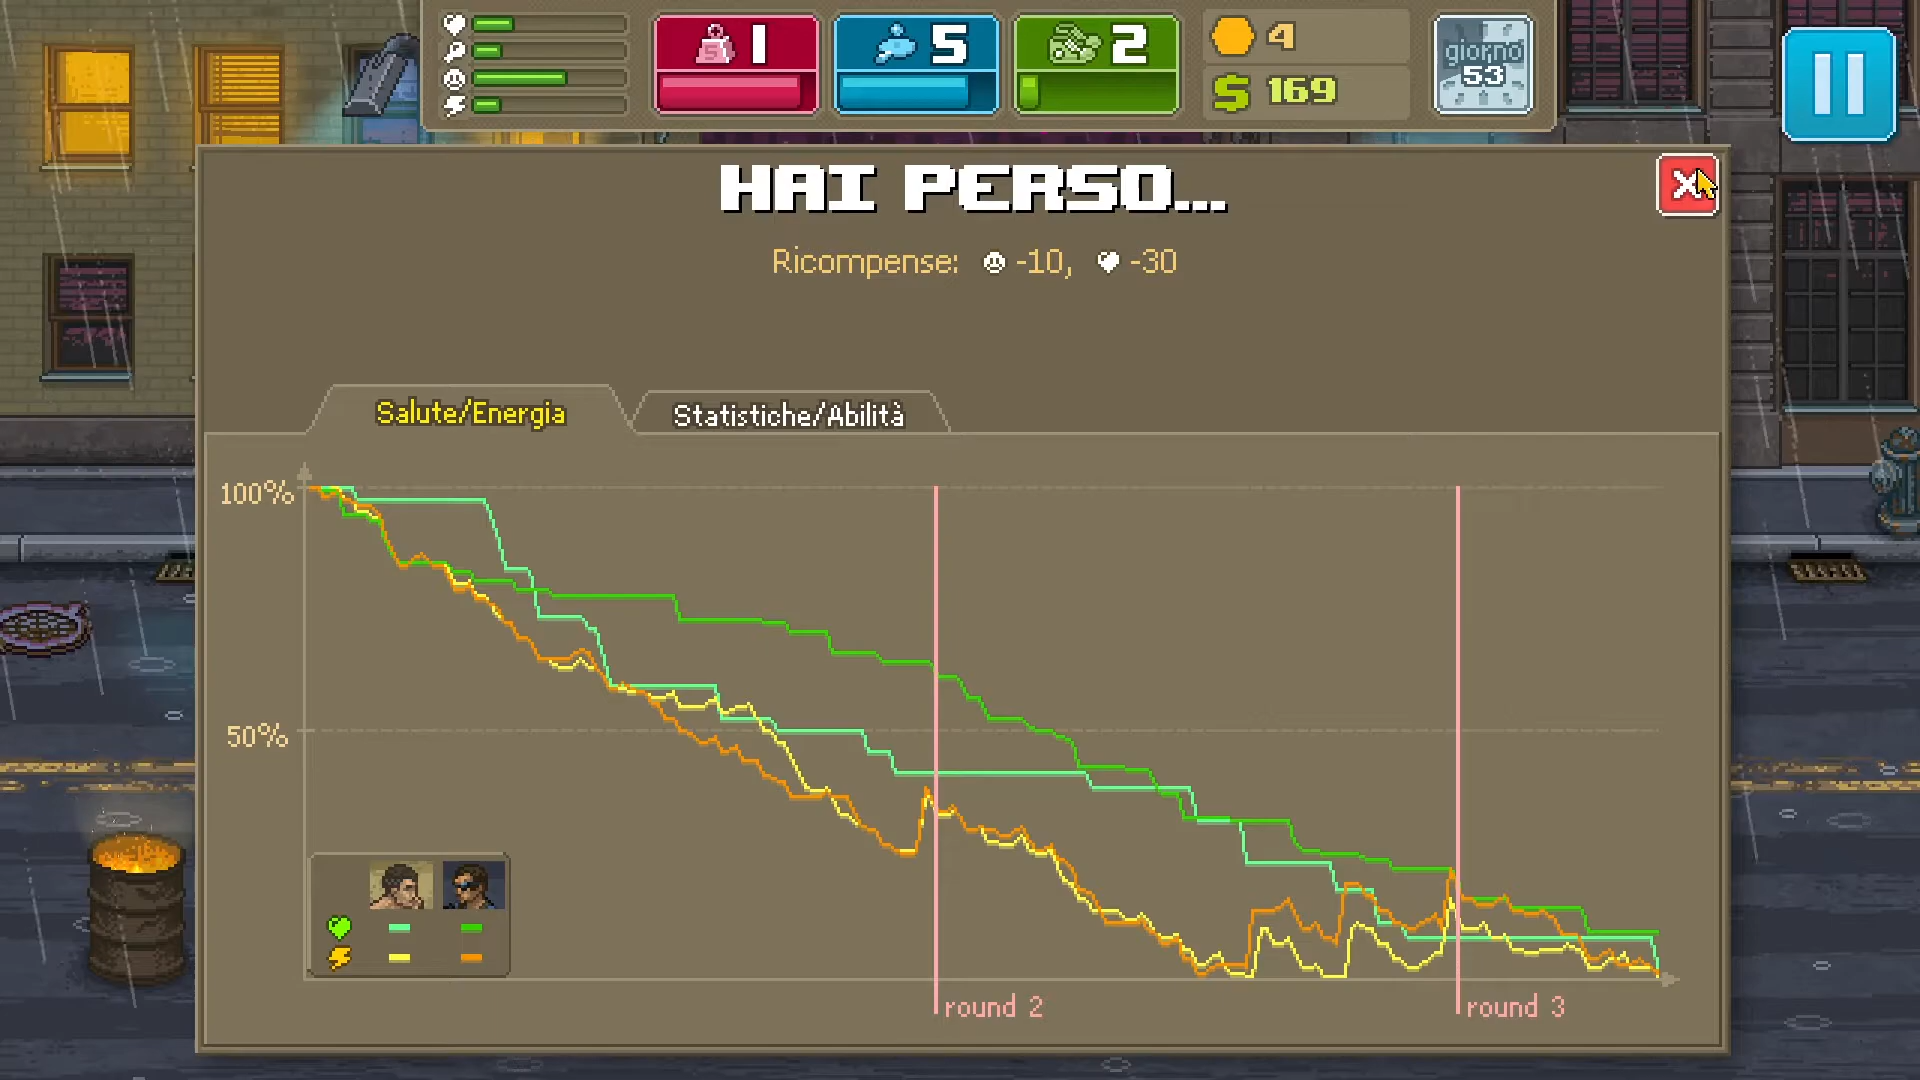 1
5
2
4
169
giorno
53
HAI PERSO...
Ricompense: -10, -30
Salute/Energia
Statistiche/Abilità
100%
50%
round 2
round 3